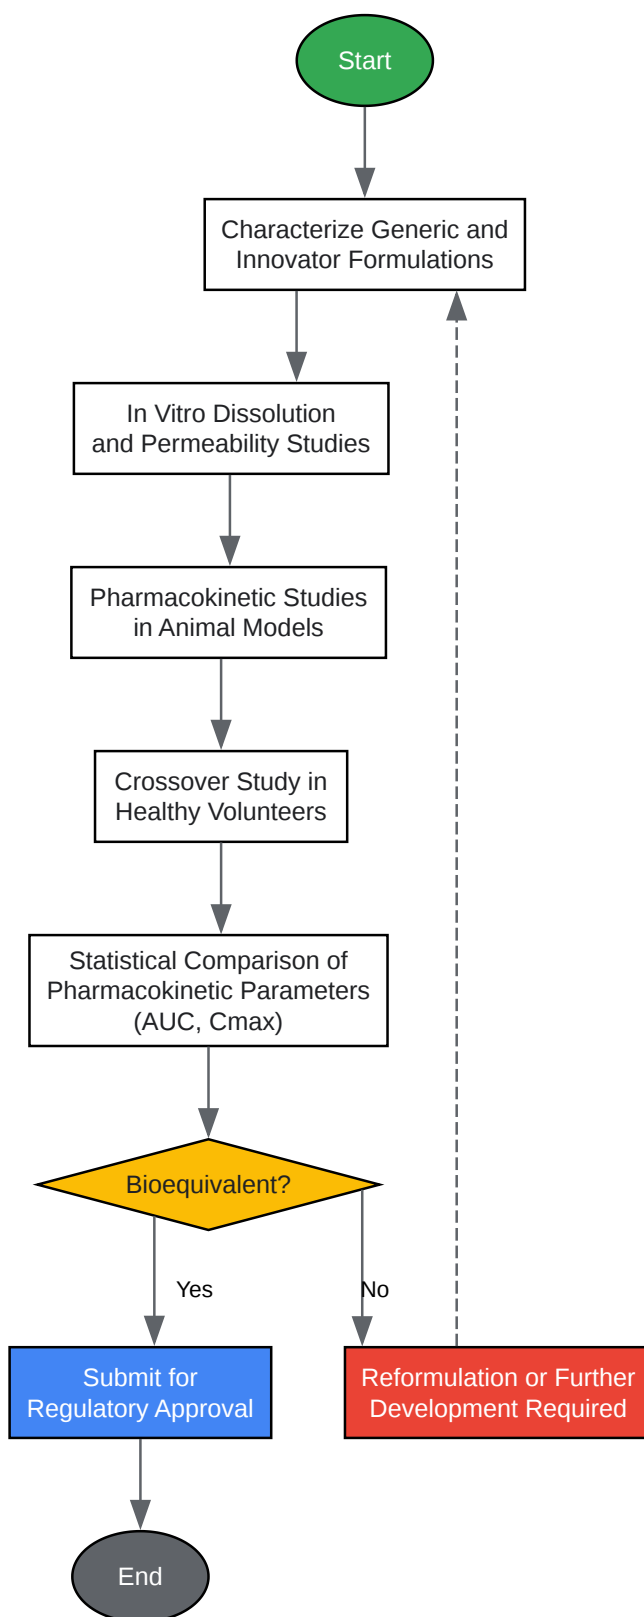 Start
Characterize Generic and
Innovator Formulations
In Vitro Dissolution
and Permeability Studies
Pharmacokinetic Studies
in Animal Models
Crossover Study in
Healthy Volunteers
Statistical Comparison of
Pharmacokinetic Parameters
(AUC, Cmax)
Bioequivalent?
Yes
No
Submit for
Regulatory Approval
Reformulation or Further
Development Required
End